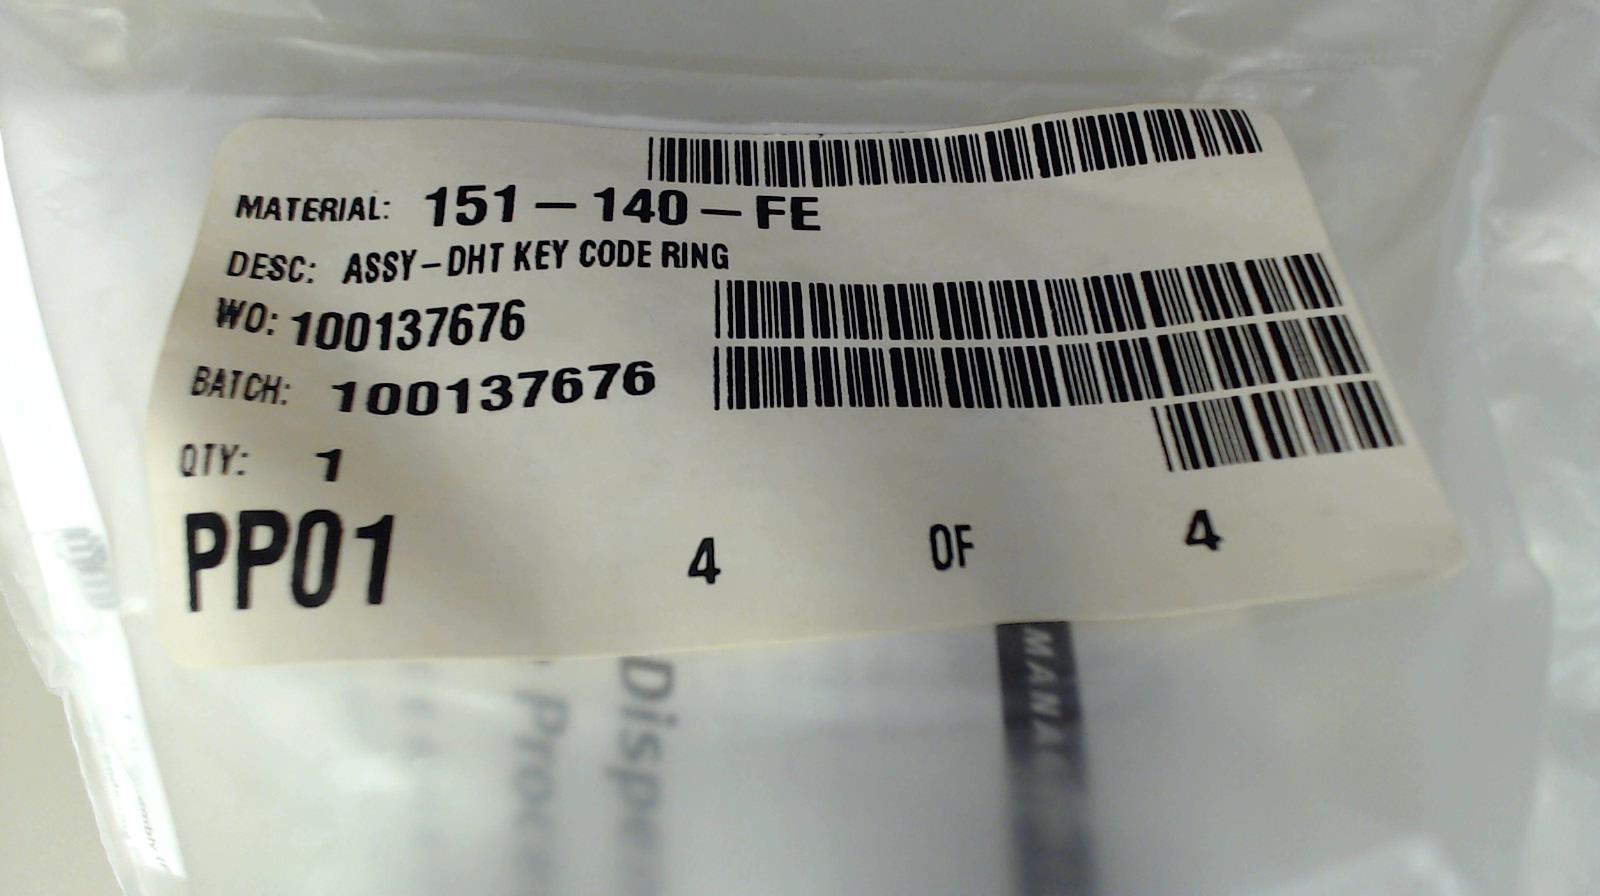 MATERIAL: 151-140-FE
DESC: ASSY-DHT KEY CODE RING
WO: 100137676
BATCH: 100137676
QTY: 1
PP01 4 OF 4